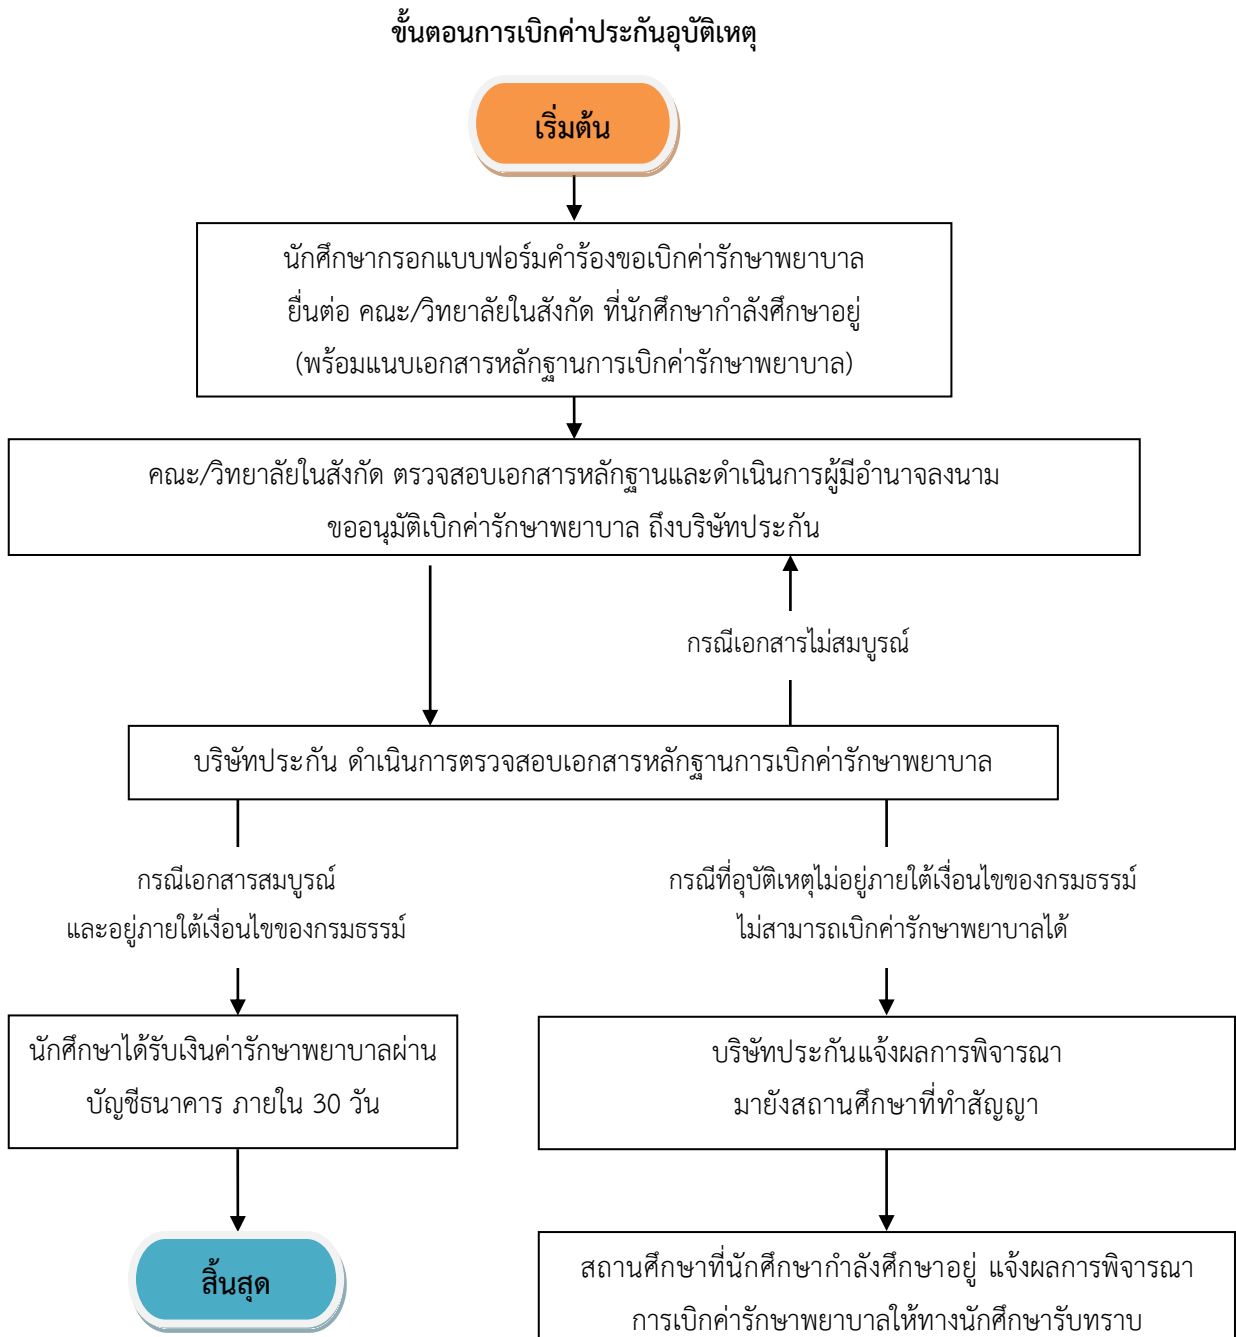 ขั้นตอนการเบิกค่าประกันอุบัติเหตุ
เริ่มต้น
นักศึกษากรอกแบบฟอร์มคำร้องขอเบิกค่ารักษาพยาบาล
ยื่นต่อ คณะ/วิทยาลัยในสังกัด ที่นักศึกษากำลังศึกษาอยู่
(พร้อมแนบเอกสารหลักฐานการเบิกค่ารักษาพยาบาล)
คณะ/วิทยาลัยในสังกัด ตรวจสอบเอกสารหลักฐานและดำเนินการผู้มีอำนาจลงนาม
ขออนุมัติเบิกค่ารักษาพยาบาล ถึงบริษัทประกัน
กรณีเอกสารไม่สมบูรณ์
บริษัทประกัน ดำเนินการตรวจสอบเอกสารหลักฐานการเบิกค่ารักษาพยาบาล
กรณีเอกสารสมบูรณ์
และอยู่ภายใต้เงื่อนไขของกรมธรรม์
กรณีที่อุบัติเหตุไม่อยู่ภายใต้เงื่อนไขของกรมธรรม์
ไม่สามารถเบิกค่ารักษาพยาบาลได้
นักศึกษาได้รับเงินค่ารักษาพยาบาลผ่าน
บัญชีธนาคาร ภายใน 30 วัน
บริษัทประกันแจ้งผลการพิจารณา
มายังสถานศึกษาที่ทำสัญญา
สิ้นสุด
สถานศึกษาที่นักศึกษากำลังศึกษาอยู่ แจ้งผลการพิจารณา
การเบิกค่ารักษาพยาบาลให้ทางนักศึกษารับทราบ